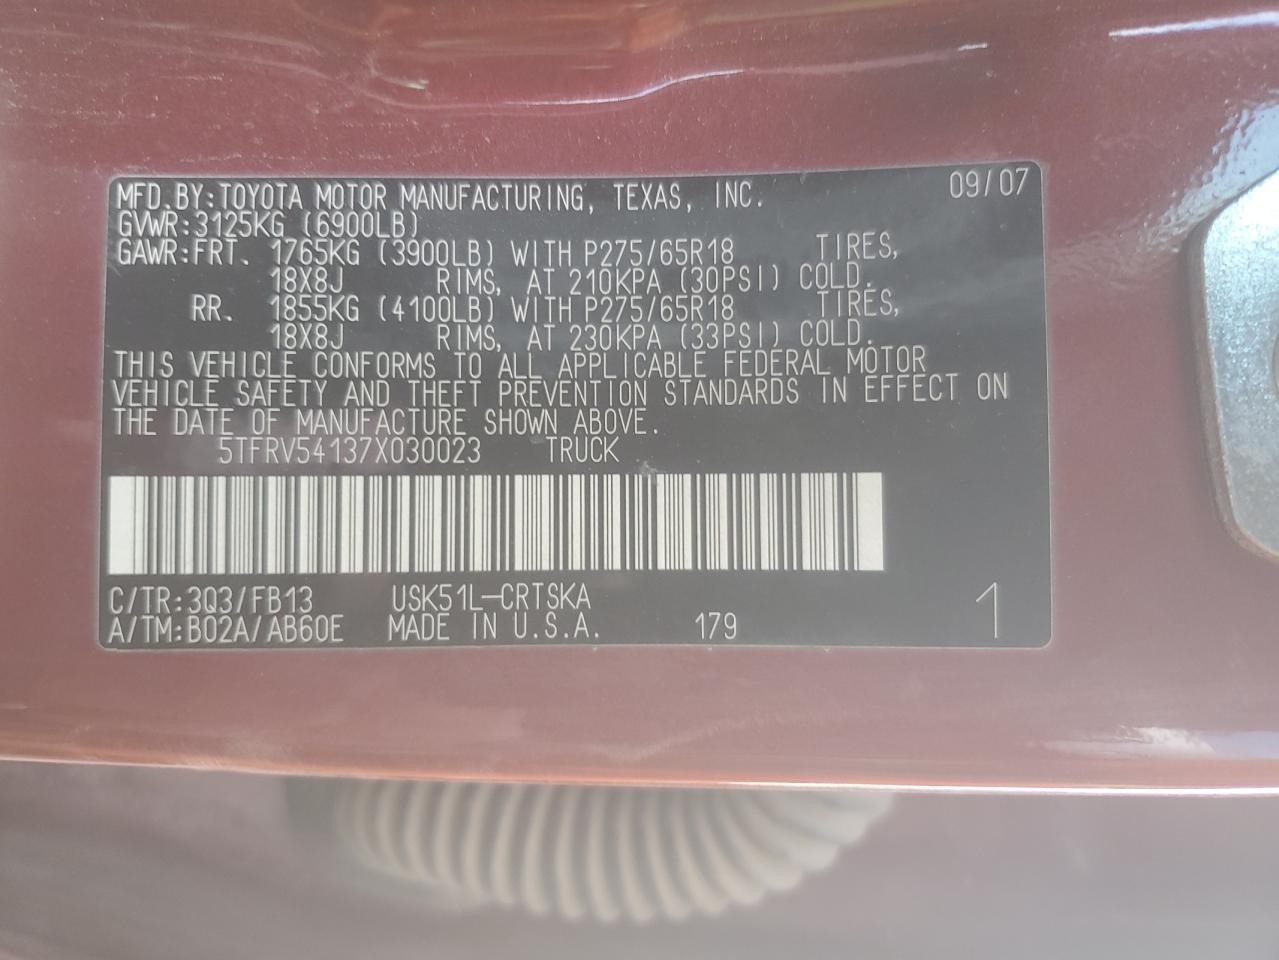 MFD.BY:TOYOTA MOTOR MANUFACTURING, TEXAS, INC. 09/07
GVWR:3125KG (6900LB)
GAWR:FRT. 1765KG (3900LB) WITH P275/65R18 TIRES,
18X8J RIMS, AT 210KPA (30PSI) COLD.
RR. 1855KG (4100LB) WITH P275/65R18 TIRES,
18X8J RIMS, AT 230KPA (33PSI) COLD.
THIS VEHICLE CONFORMS TO ALL APPLICABLE FEDERAL MOTOR
VEHICLE SAFETY AND THEFT PREVENTION STANDARDS IN EFFECT ON
THE DATE OF MANUFACTURE SHOWN ABOVE.
5TFRV54137X030023 TRUCK
C/TR:3Q3/FB13 USK51L-CRTSKA
A/TM:B02A/AB60E MADE IN U.S.A. 179 1